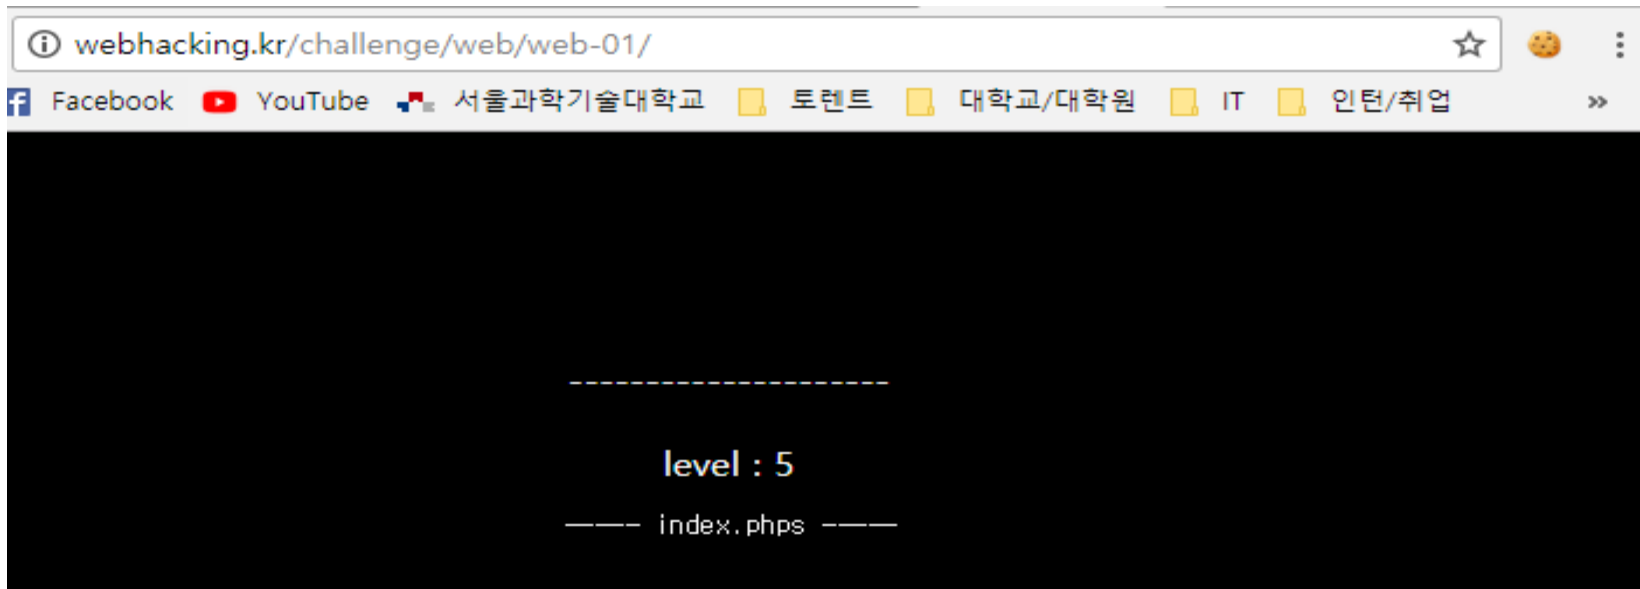 webhacking.kr/challenge/web/web-01/
Facebook YouTube 서울과학기술대학교 토렌트 대학교/대학원 IT 인턴/취업 »
---------------------
level : 5
———- index.phps -———